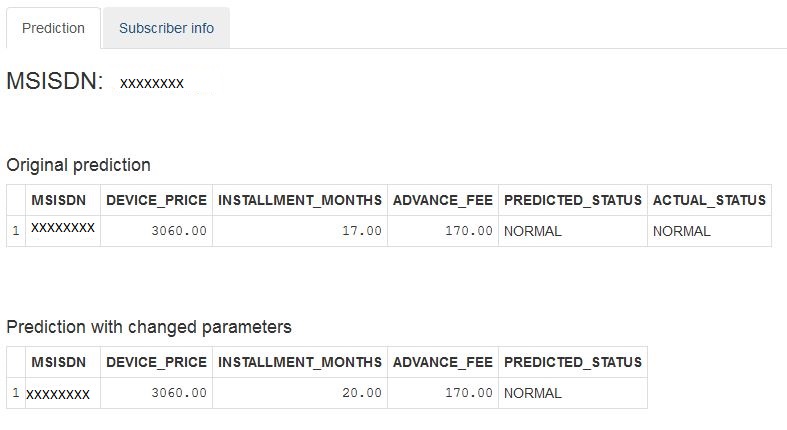 Prediction Subscriber info
MSISDN: xxxxxxxx
Original prediction
MSISDN DEVICE_PRICE INSTALLMENT_MONTHS ADVANCE_FEE PREDICTED_STATUS ACTUAL_STATUS
1 XXXXXXXX 3060.00 17.00 170.00 NORMAL NORMAL
Prediction with changed parameters
MSISDN DEVICE_PRICE INSTALLMENT_MONTHS ADVANCE_FEE PREDICTED_STATUS
1 XXXXXXXX 3060.00 20.00 170.00 NORMAL